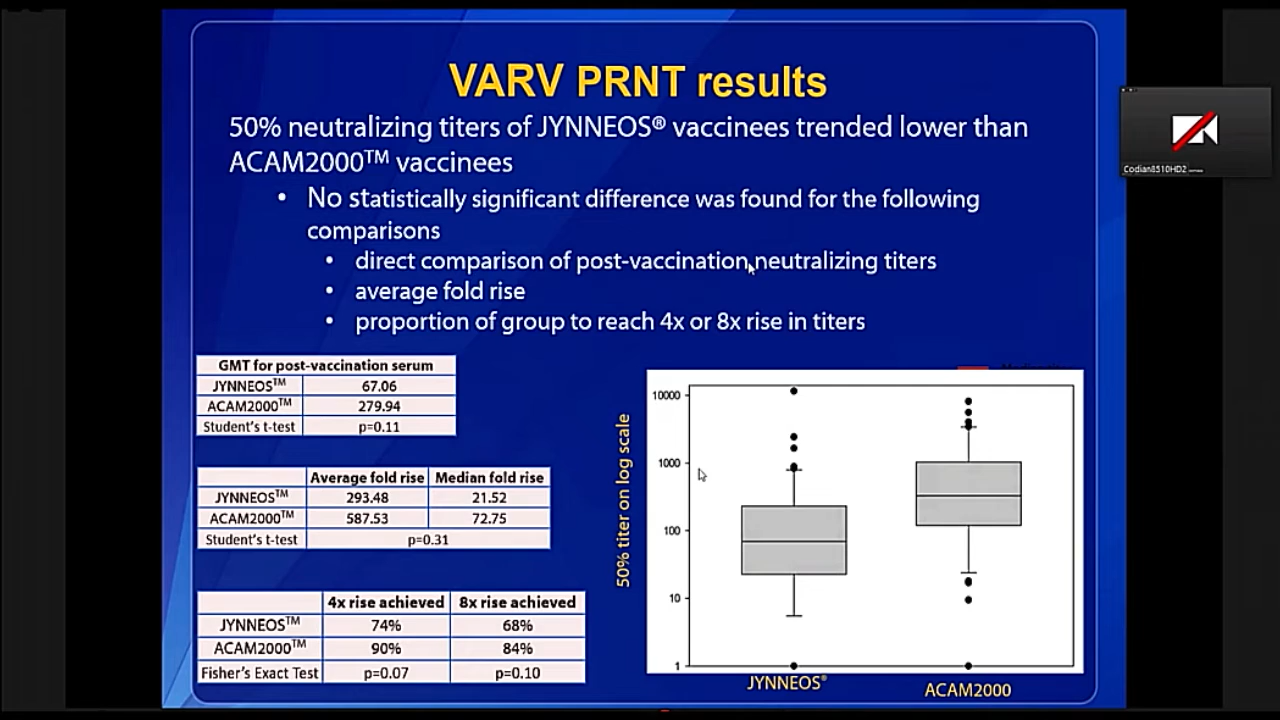 VARV PRNT results
50% neutralizing titers of JYNNEOS® vaccinees trended lower than
ACAM2000™ vaccinees
• No statistically significant difference was found for the following
comparisons
• direct comparison of post-vaccination neutralizing titers
• average fold rise
• proportion of group to reach 4x or 8x rise in titers
GMT for post-vaccination serum
JYNNEOS™ 67.06
ACAM2000™ 279.94
Student's t-test p=0.11
Average fold rise Median fold rise
JYNNEOS™ 293.48 21.52
ACAM2000™ 587.53 72.75
Student's t-test p=0.31
4x rise achieved 8x rise achieved
JYNNEOS™ 74% 68%
ACAM2000™ 90% 84%
Fisher's Exact Test p=0.07 p=0.10
50% titer on log scale
10000
1000
100
10
1
JYNNEOS®
ACAM2000
Codian8510HD2